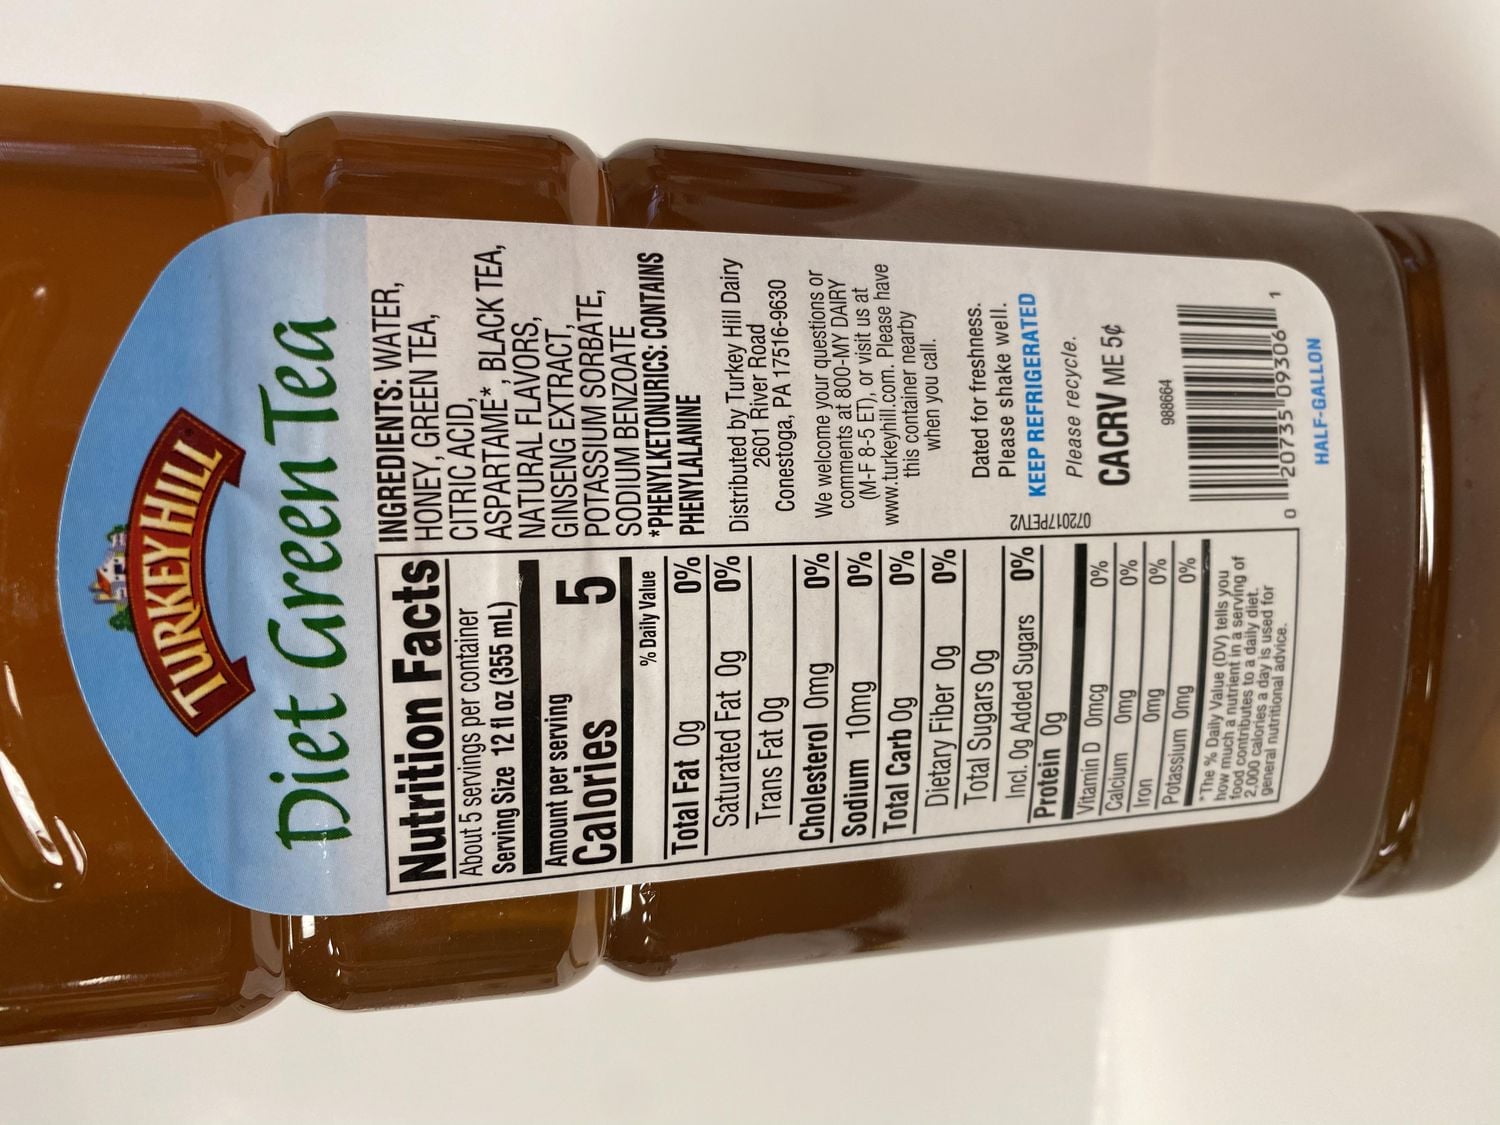 TURKEY HILL
Diet Green Tea
Nutrition Facts
About 5 servings per container
Serving Size 12 fl oz (355 mL)
Amount per serving
Calories 5
% Daily Value
Total Fat 0g 0%
Saturated Fat 0g 0%
Trans Fat 0g
Cholesterol 0mg 0%
Sodium 10mg 0%
Total Carb 0g 0%
Dietary Fiber 0g 0%
Total Sugars 0g
Incl. 0g Added Sugars 0%
Protein 0g
Vitamin D 0mcg 0%
Calcium 0mg 0%
Iron 0mg 0%
Potassium 0mg 0%
*The % Daily Value (DV) tells you
how much a nutrient in a serving of
food contributes to a daily diet.
2,000 calories a day is used for
general nutritional advice.
INGREDIENTS: WATER,
HONEY, GREEN TEA,
CITRIC ACID,
ASPARTAME*, BLACK TEA,
NATURAL FLAVORS,
GINSENG EXTRACT,
POTASSIUM SORBATE,
SODIUM BENZOATE
*PHENYLKETONURICS: CONTAINS
PHENYLALANINE
Distributed by Turkey Hill Dairy
2601 River Road
Conestoga, PA 17516-9630
We welcome your questions or
comments at 800-MY DAIRY
(M-F 8-5 ET), or visit us at
www.turkeyhill.com. Please have
this container nearby
when you call.
072017PETV2
Dated for freshness.
Please shake well.
KEEP REFRIGERATED
Please recycle.
CA CRV ME 5¢
988664
0 20735 09306 1
HALF-GALLON